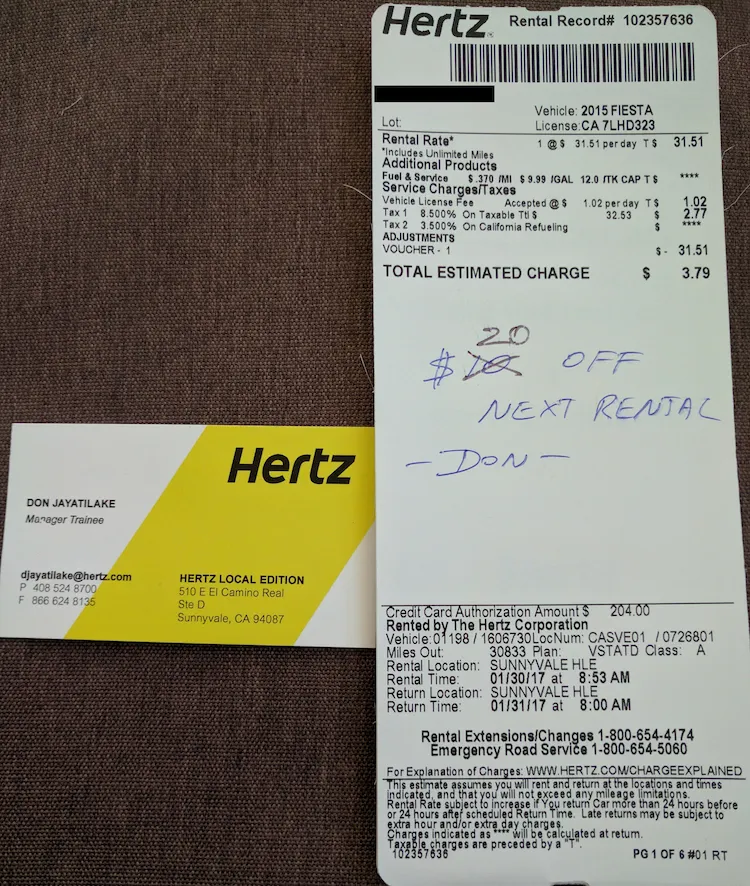 Hertz
DON JAYATILAKE
Manager Trainee
djayatilake@hertz.com
P 408 524 8700
F 866 624 8135
HERTZ LOCAL EDITION
510 E El Camino Real
Ste D
Sunnyvale, CA 94087
Hertz Rental Record# 102357636
Vehicle: 2015 FIESTA
Lot: License:CA 7LHD323
Rental Rate* 1 @ $ 31.51 per day T $ 31.51
*Includes Unlimited Miles
Additional Products
Fuel & Service $ .370 /MI $ 9.99 /GAL 12.0 /TK CAP T $ ****
Service Charges/Taxes
Vehicle License Fee Accepted @ $ 1.02 per day T $ 1.02
Tax 1 8.500% On Taxable Ttl $ 32.53 $ 2.77
Tax 2 3.500% On California Refueling $ ****
ADJUSTMENTS
VOUCHER - 1 $ - 31.51
TOTAL ESTIMATED CHARGE $ 3.79
20
$ 10 OFF
NEXT RENTAL
- DON -
Credit Card Authorization Amount $ 204.00
Rented by The Hertz Corporation
Vehicle:01198 / 1606730LocNum: CASVE01 / 0726801
Miles Out: 30833 Plan: VSTATD Class: A
Rental Location: SUNNYVALE HLE
Rental Time: 01/30/17 at 8:53 AM
Return Location: SUNNYVALE HLE
Return Time: 01/31/17 at 8:00 AM
Rental Extensions/Changes 1-800-654-4174
Emergency Road Service 1-800-654-5060
For Explanation of Charges: WWW.HERTZ.COM/CHARGEEXPLAINED
This estimate assumes you will rent and return at the locations and times
indicated, and that you will not exceed any mileage limitations.
Rental Rate subject to increase if You return Car more than 24 hours before
or 24 hours after scheduled Return Time. Late returns may be subject to
extra hour and/or extra day charges.
Charges indicated as **** will be calculated at return.
Taxable charges are preceded by a "T".
102357636 PG 1 OF 6 #01 RT